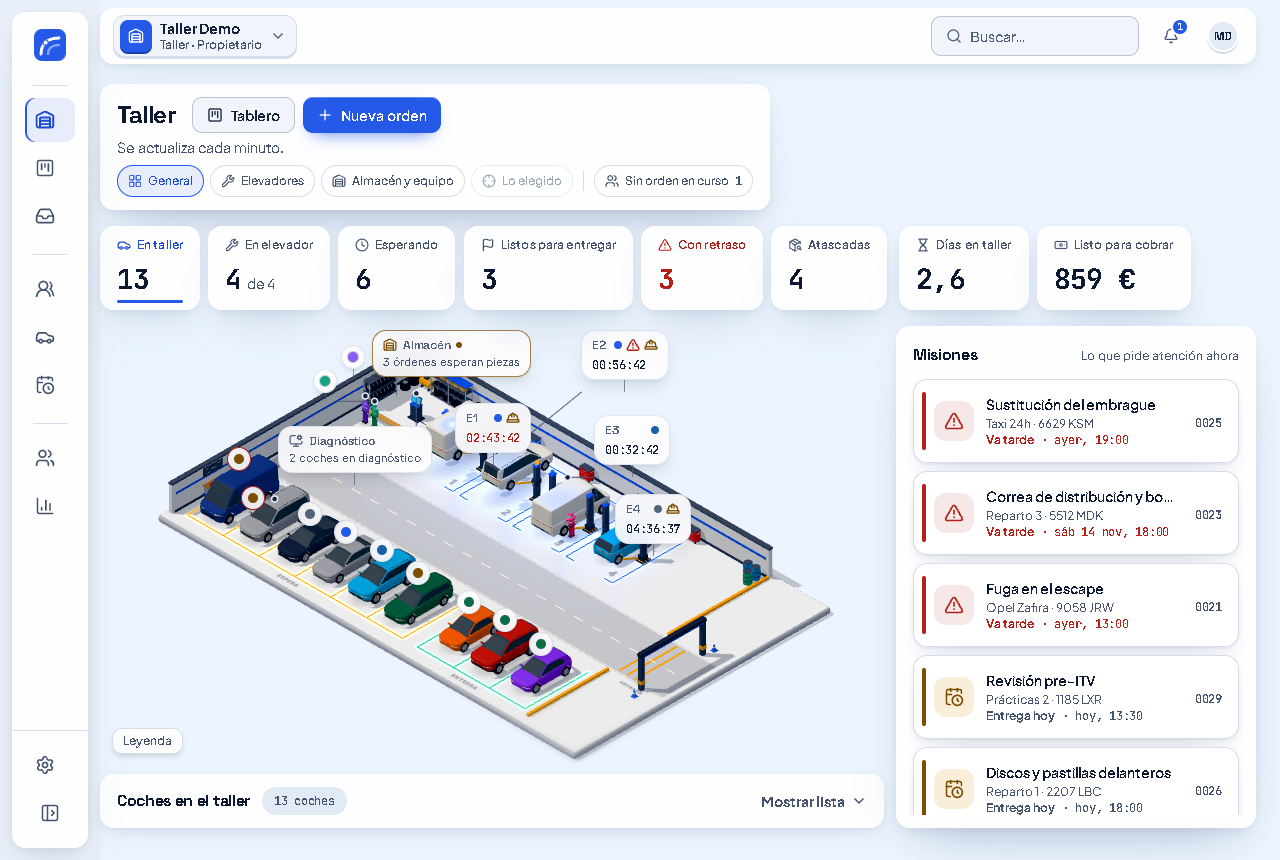 Taller Demo
Taller · Propietario
Buscar...
1
MD
Taller
Tablero
Nueva orden
Se actualiza cada minuto.
General
Elevadores
Almacén y equipo
Lo elegido
Sin orden en curso 1
En taller
13
En elevador
4 de 4
Esperando
6
Listos para entregar
3
Con retraso
3
Atascadas
4
Días en taller
2,6
Listo para cobrar
859 €
Almacén
3 órdenes esperan piezas
E2
00:56:42
E1
02:43:42
E3
00:32:42
Diagnóstico
2 coches en diagnóstico
E4
04:36:37
1
2
4
ESPERA
ENTREGA
Leyenda
Coches en el taller
13 coches
Mostrar lista
Misiones
Lo que pide atención ahora
Sustitución del embrague
Taxi 24h · 6629 KSM
Va tarde · ayer, 19:00
0025
Correa de distribución y bo...
Reparto 3 · 5512 MDK
Va tarde · sáb 14 nov, 18:00
0023
Fuga en el escape
Opel Zafira · 9058 JRW
Va tarde · ayer, 13:00
0021
Revisión pre-ITV
Prácticas 2 · 1185 LXR
Entrega hoy · hoy, 13:30
0029
Discos y pastillas delanteros
Reparto 1 · 2207 LBC
Entrega hoy · hoy, 18:00
0026